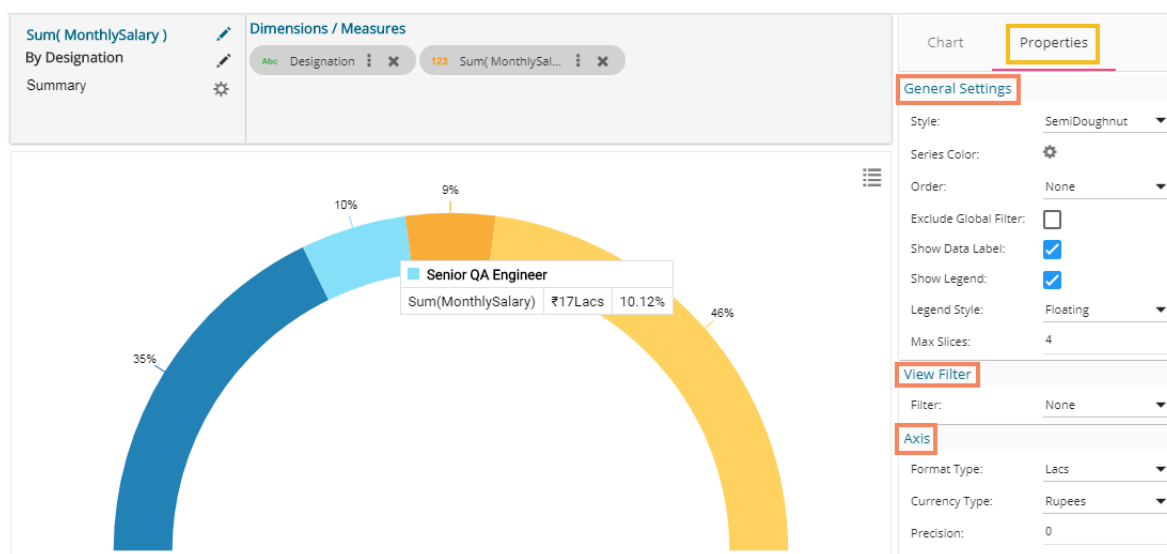 Sum( MonthlySalary )
By Designation
Summary
Dimensions / Measures
Abc Designation
123 Sum( MonthlySal...
Chart Properties
General Settings
Style: SemiDoughnut
Series Color:
Order: None
Exclude Global Filter:
Show Data Label:
Show Legend:
Legend Style: Floating
Max Slices: 4
View Filter
Filter: None
Axis
Format Type: Lacs
Currency Type: Rupees
Precision: 0
9%
10%
Senior QA Engineer
Sum(MonthlySalary) ₹17Lacs 10.12%
46%
35%